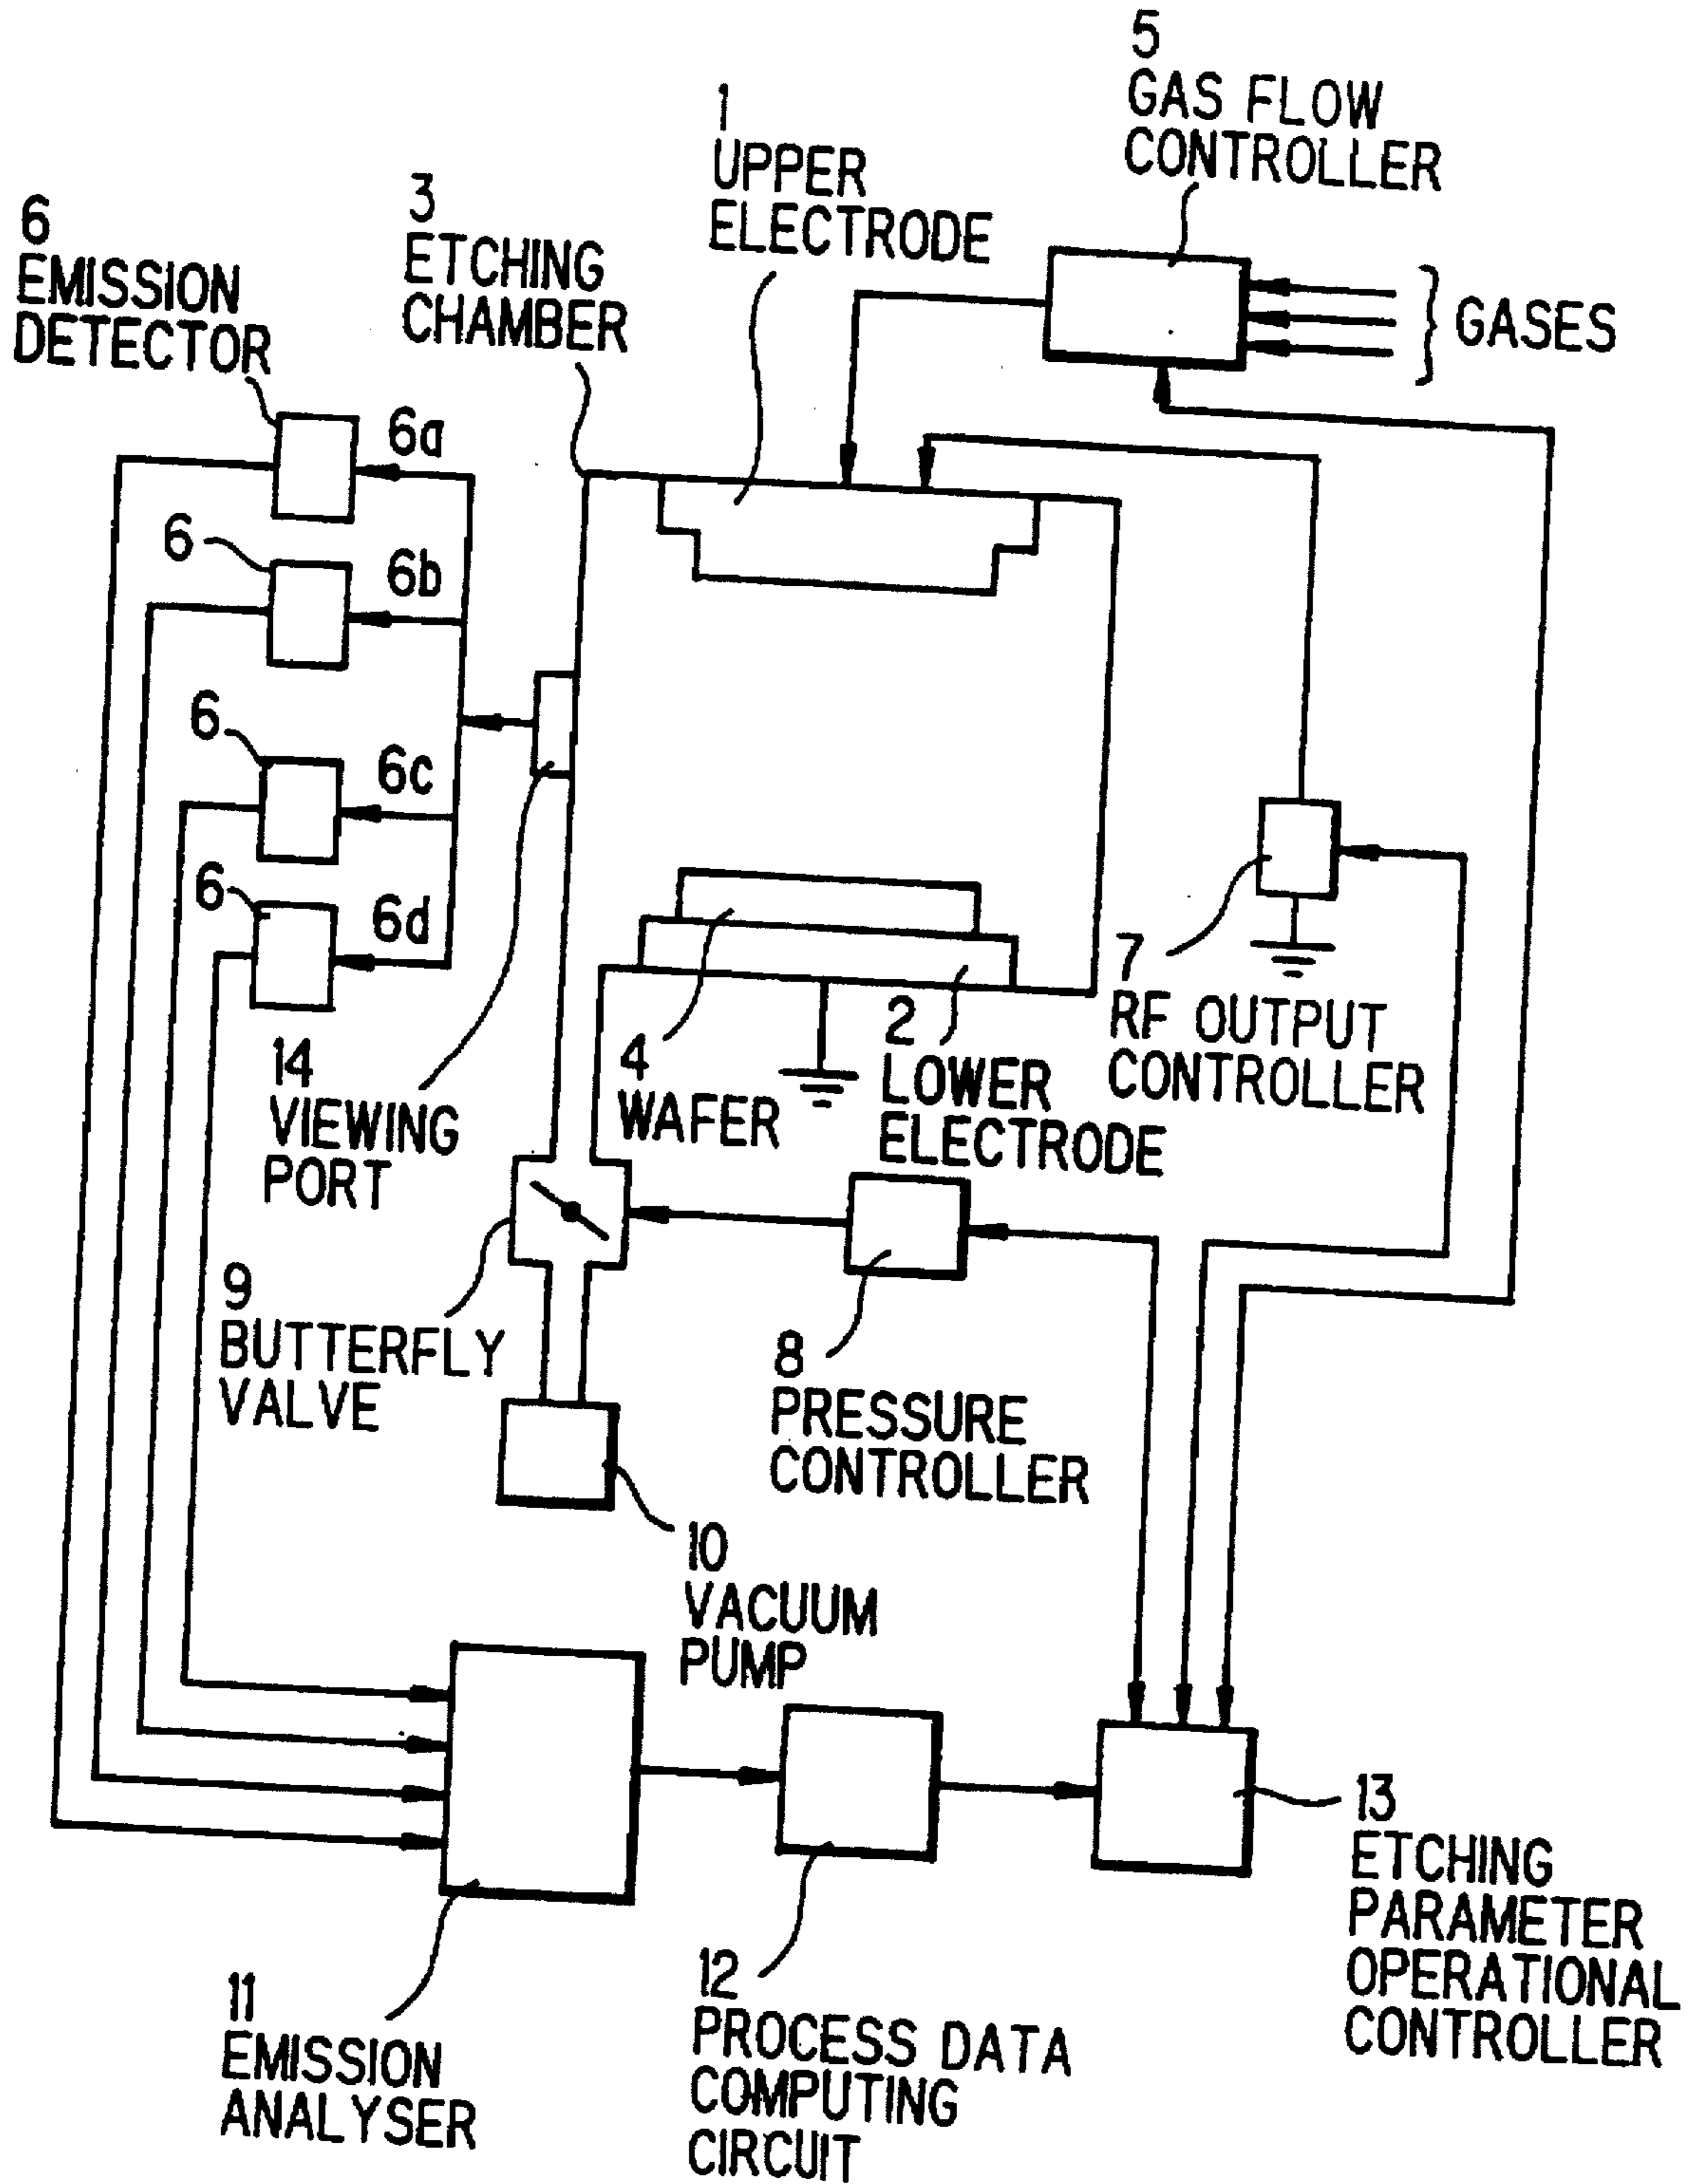 5
GAS FLOW
CONTROLLER
GASES
1
UPPER
ELECTRODE
3
ETCHING
CHAMBER
6
EMISSION
DETECTOR
6a
6
6b
6
6c
6
6d
14
VIEWING
PORT
4
WAFER
2
LOWER
ELECTRODE
7
RF OUTPUT
CONTROLLER
9
BUTTERFLY
VALVE
8
PRESSURE
CONTROLLER
10
VACUUM
PUMP
11
EMISSION
ANALYSER
12
PROCESS DATA
COMPUTING
CIRCUIT
13
ETCHING
PARAMETER
OPERATIONAL
CONTROLLER